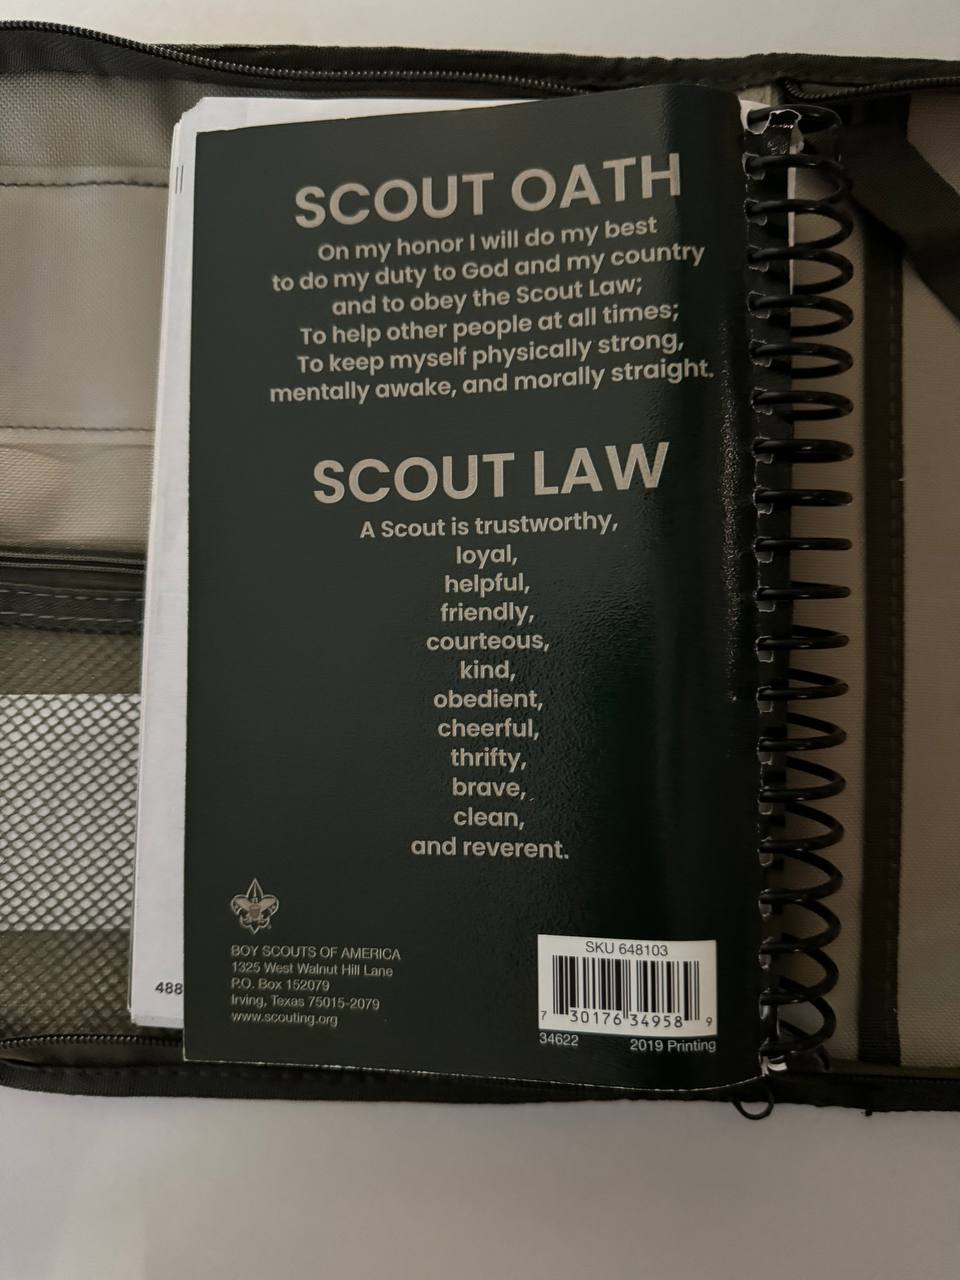 SCOUT OATH
On my honor I will do my best
to do my duty to God and my country
and to obey the Scout Law;
To help other people at all times;
To keep myself physically strong,
mentally awake, and morally straight.
SCOUT LAW
A Scout is trustworthy,
loyal,
helpful,
friendly,
courteous,
kind,
obedient,
cheerful,
thrifty,
brave,
clean,
and reverent.
488
BOY SCOUTS OF AMERICA
1325 West Walnut Hill Lane
P.O. Box 152079
Irving, Texas 75015-2079
www.scouting.org
SKU 648103
7 30176 34958 9
34622 2019 Printing